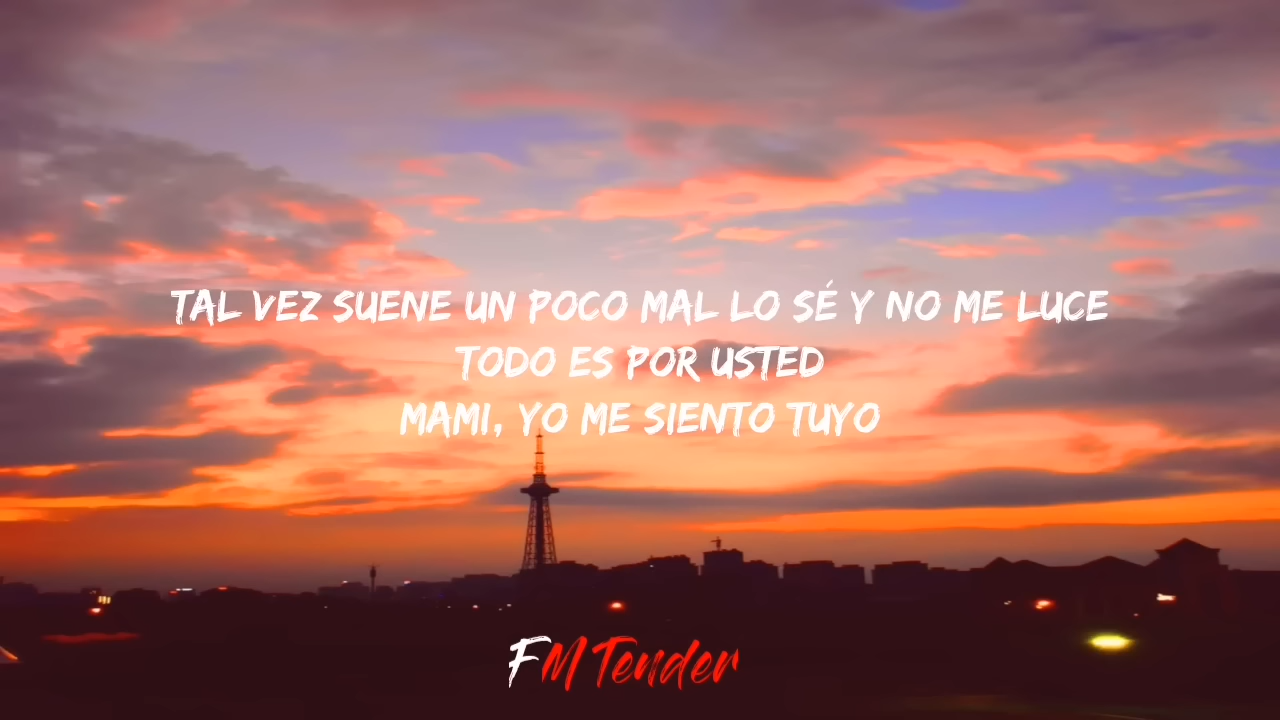 TAL VEZ SUENE UN POCO MAL LO SÉ Y NO ME LUCE
TODO ES POR USTED
MAMI, YO ME SIENTO TUYO
FM Tender